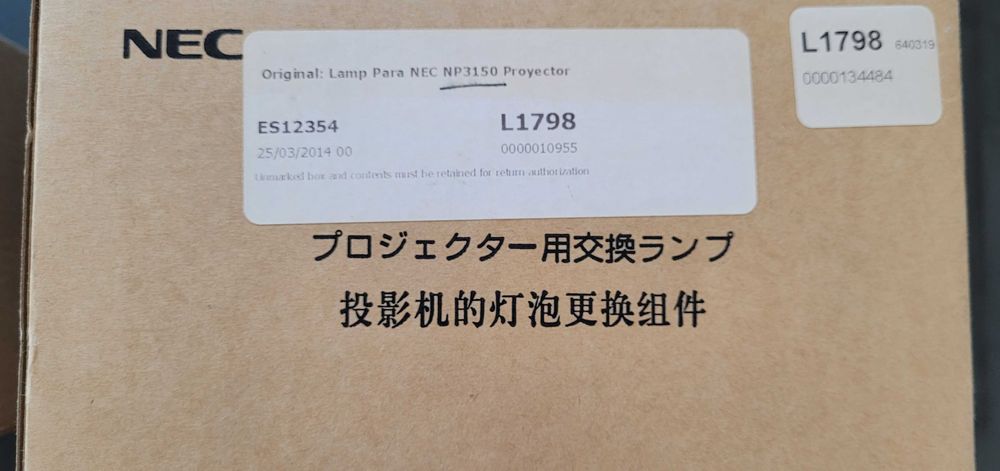 NEC
Original: Lamp Para NEC NP3150 Proyector
ES12354
L1798
25/03/2014 00
0000010955
Unmarked box and contents must be retained for return authorization
L1798 640319
0000134484
プロジェクター用交換ランプ
投影机的灯泡更换组件